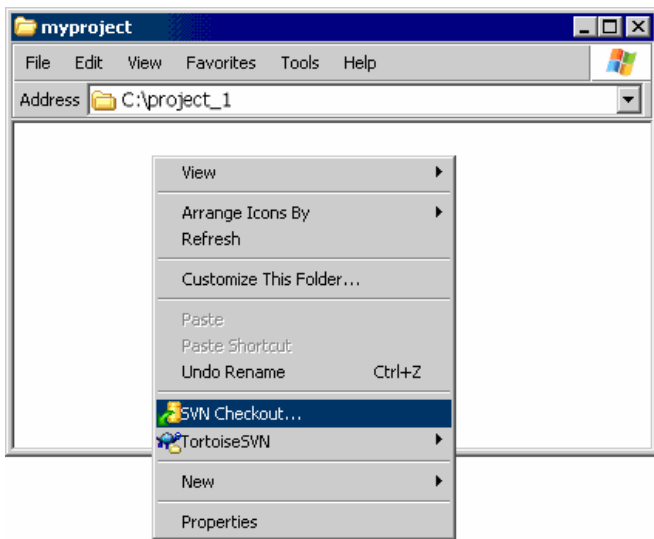 myproject
File Edit View Favorites Tools Help
Address C:\project_1
View
Arrange Icons By
Refresh
Customize This Folder...
Paste
Paste Shortcut
Undo Rename Ctrl+Z
SVN Checkout...
TortoiseSVN
New
Properties